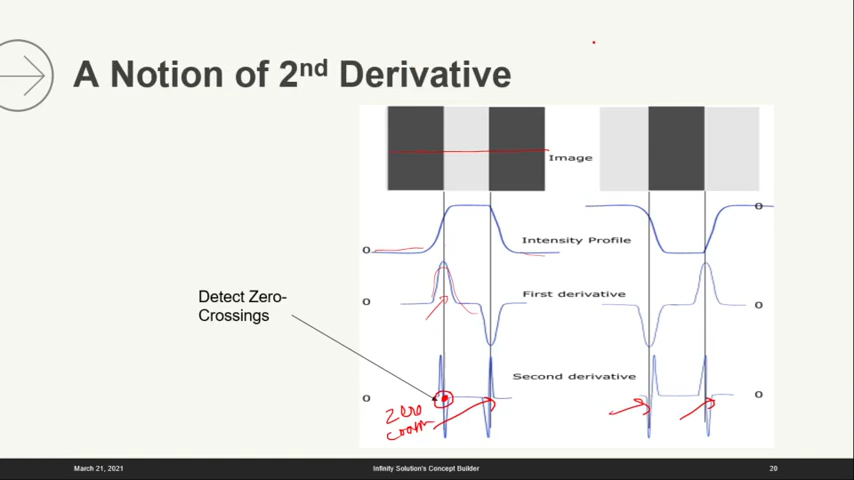 A Notion of 2nd Derivative
Image
0
0
Intensity Profile
0
First derivative
0
0
Detect Zero-
Crossings
Second derivative
0
0
Zero
March 21, 2021
Infinity Solution's Concept Builder
20